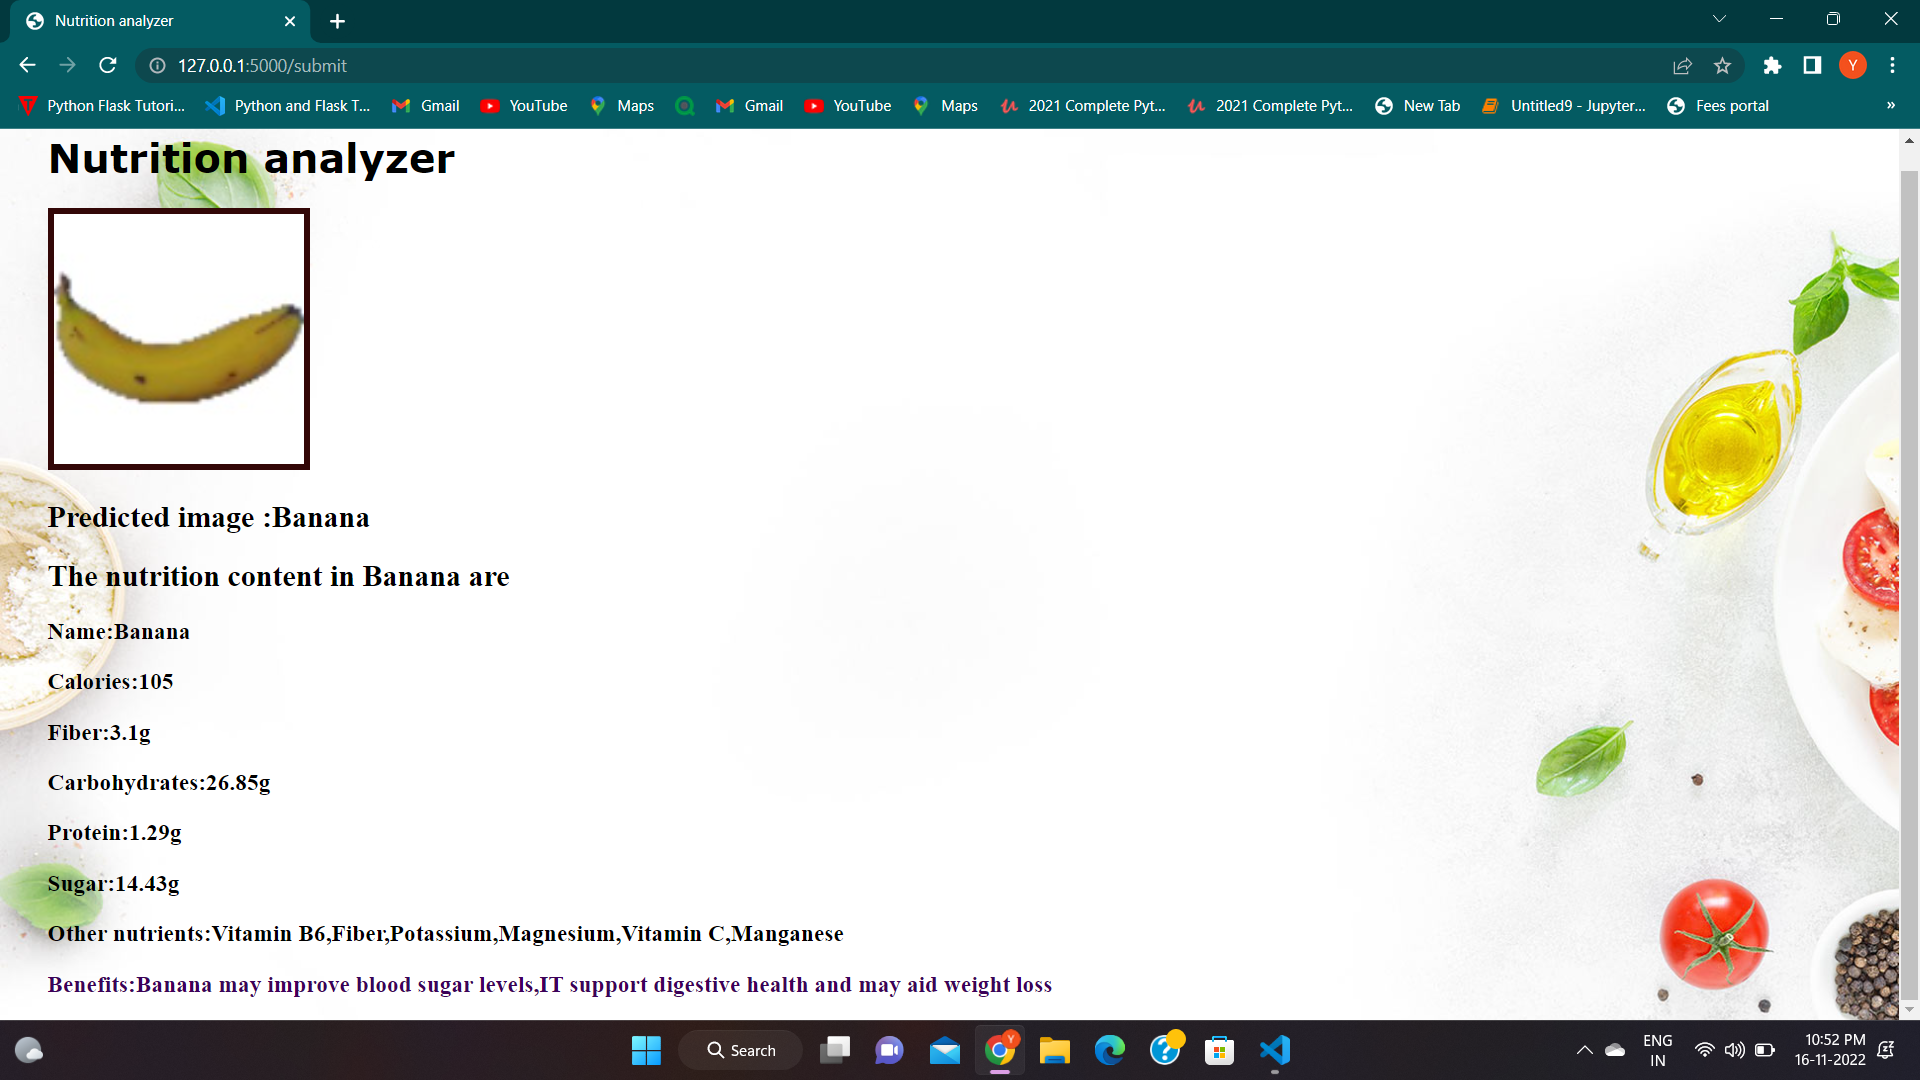 Nutrition analyzer
127.0.0.1:5000/submit
Y
Python Flask Tutori... Python and Flask T... Gmail YouTube Maps Gmail YouTube Maps 2021 Complete Pyt... 2021 Complete Pyt... New Tab Untitled9 - Jupyter... Fees portal »
Nutrition analyzer
Predicted image :Banana
The nutrition content in Banana are
Name:Banana
Calories:105
Fiber:3.1g
Carbohydrates:26.85g
Protein:1.29g
Sugar:14.43g
Other nutrients:Vitamin B6,Fiber,Potassium,Magnesium,Vitamin C,Manganese
Benefits:Banana may improve blood sugar levels,IT support digestive health and may aid weight loss
Search
Y
ENG
IN
10:52 PM
16-11-2022